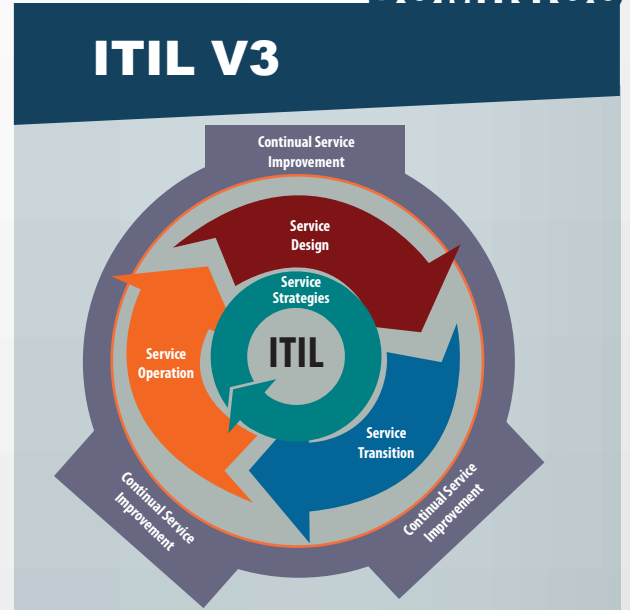 ITIL V3
Continual Service
Improvement
Service
Design
Service
Strategies
ITIL
Service
Operation
Service
Transition
Continual Service
Improvement
Continual Service
Improvement